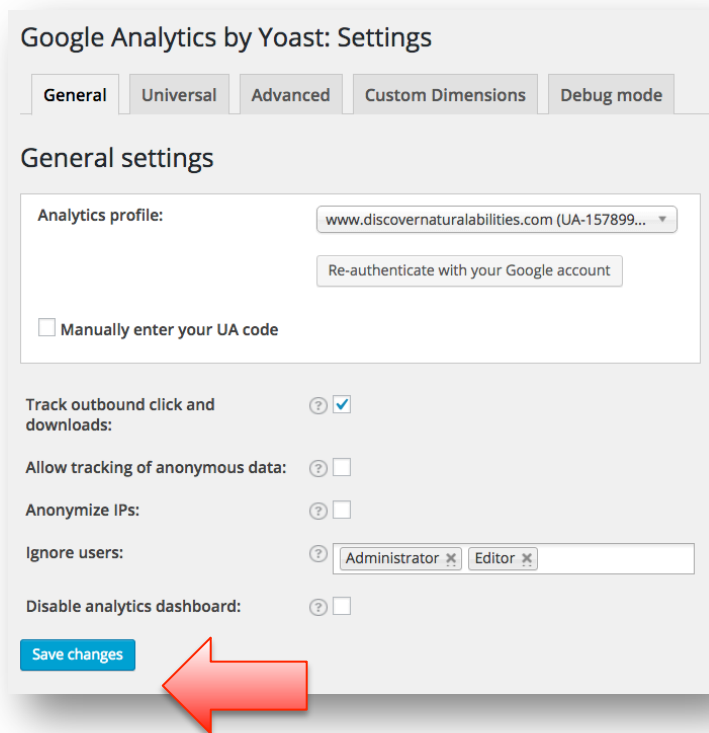 Google Analytics by Yoast: Settings
General Universal Advanced Custom Dimensions Debug mode
General settings
Analytics profile: www.discovernaturalabilities.com (UA-157899...
Re-authenticate with your Google account
Manually enter your UA code
Track outbound click and
downloads: ?
Allow tracking of anonymous data: ?
Anonymize IPs: ?
Ignore users: ? Administrator Editor
Disable analytics dashboard: ?
Save changes